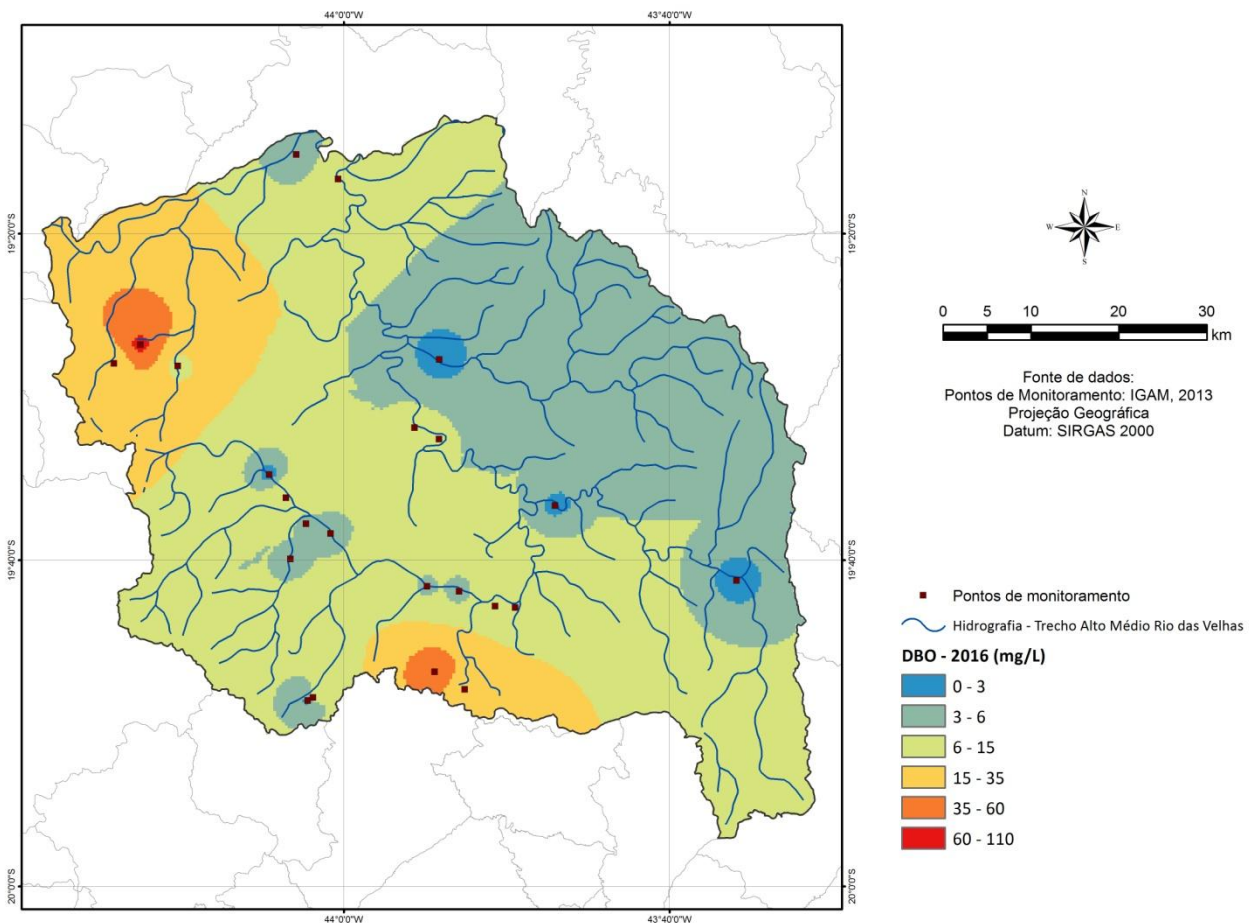 44°0'0"W 43°40'0"W
19°20'0"S 19°20'0"S
19°40'0"S 19°40'0"S
20°0'0"S 20°0'0"S
44°0'0"W 43°40'0"W
N
W E
S
0 5 10 20 30
km
Fonte de dados:
Pontos de Monitoramento: IGAM, 2013
Projeção Geográfica
Datum: SIRGAS 2000
Pontos de monitoramento
Hidrografia - Trecho Alto Médio Rio das Velhas
DBO - 2016 (mg/L)
0 - 3
3 - 6
6 - 15
15 - 35
35 - 60
60 - 110